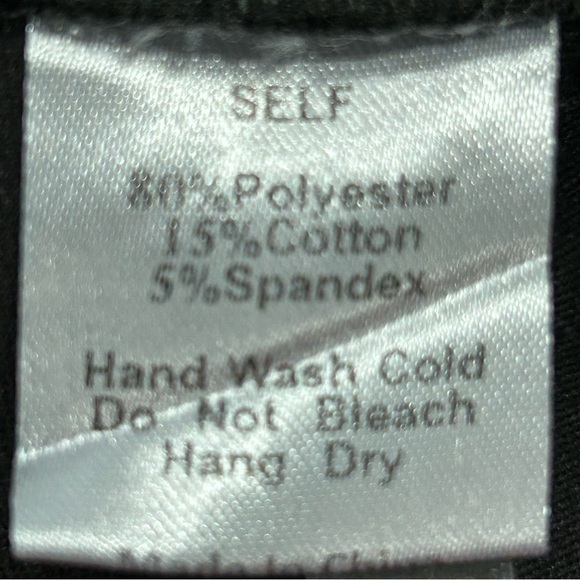 SELF
80%Polyester
15%Cotton
5%Spandex
Hand Wash Cold
Do Not Bleach
Hang Dry